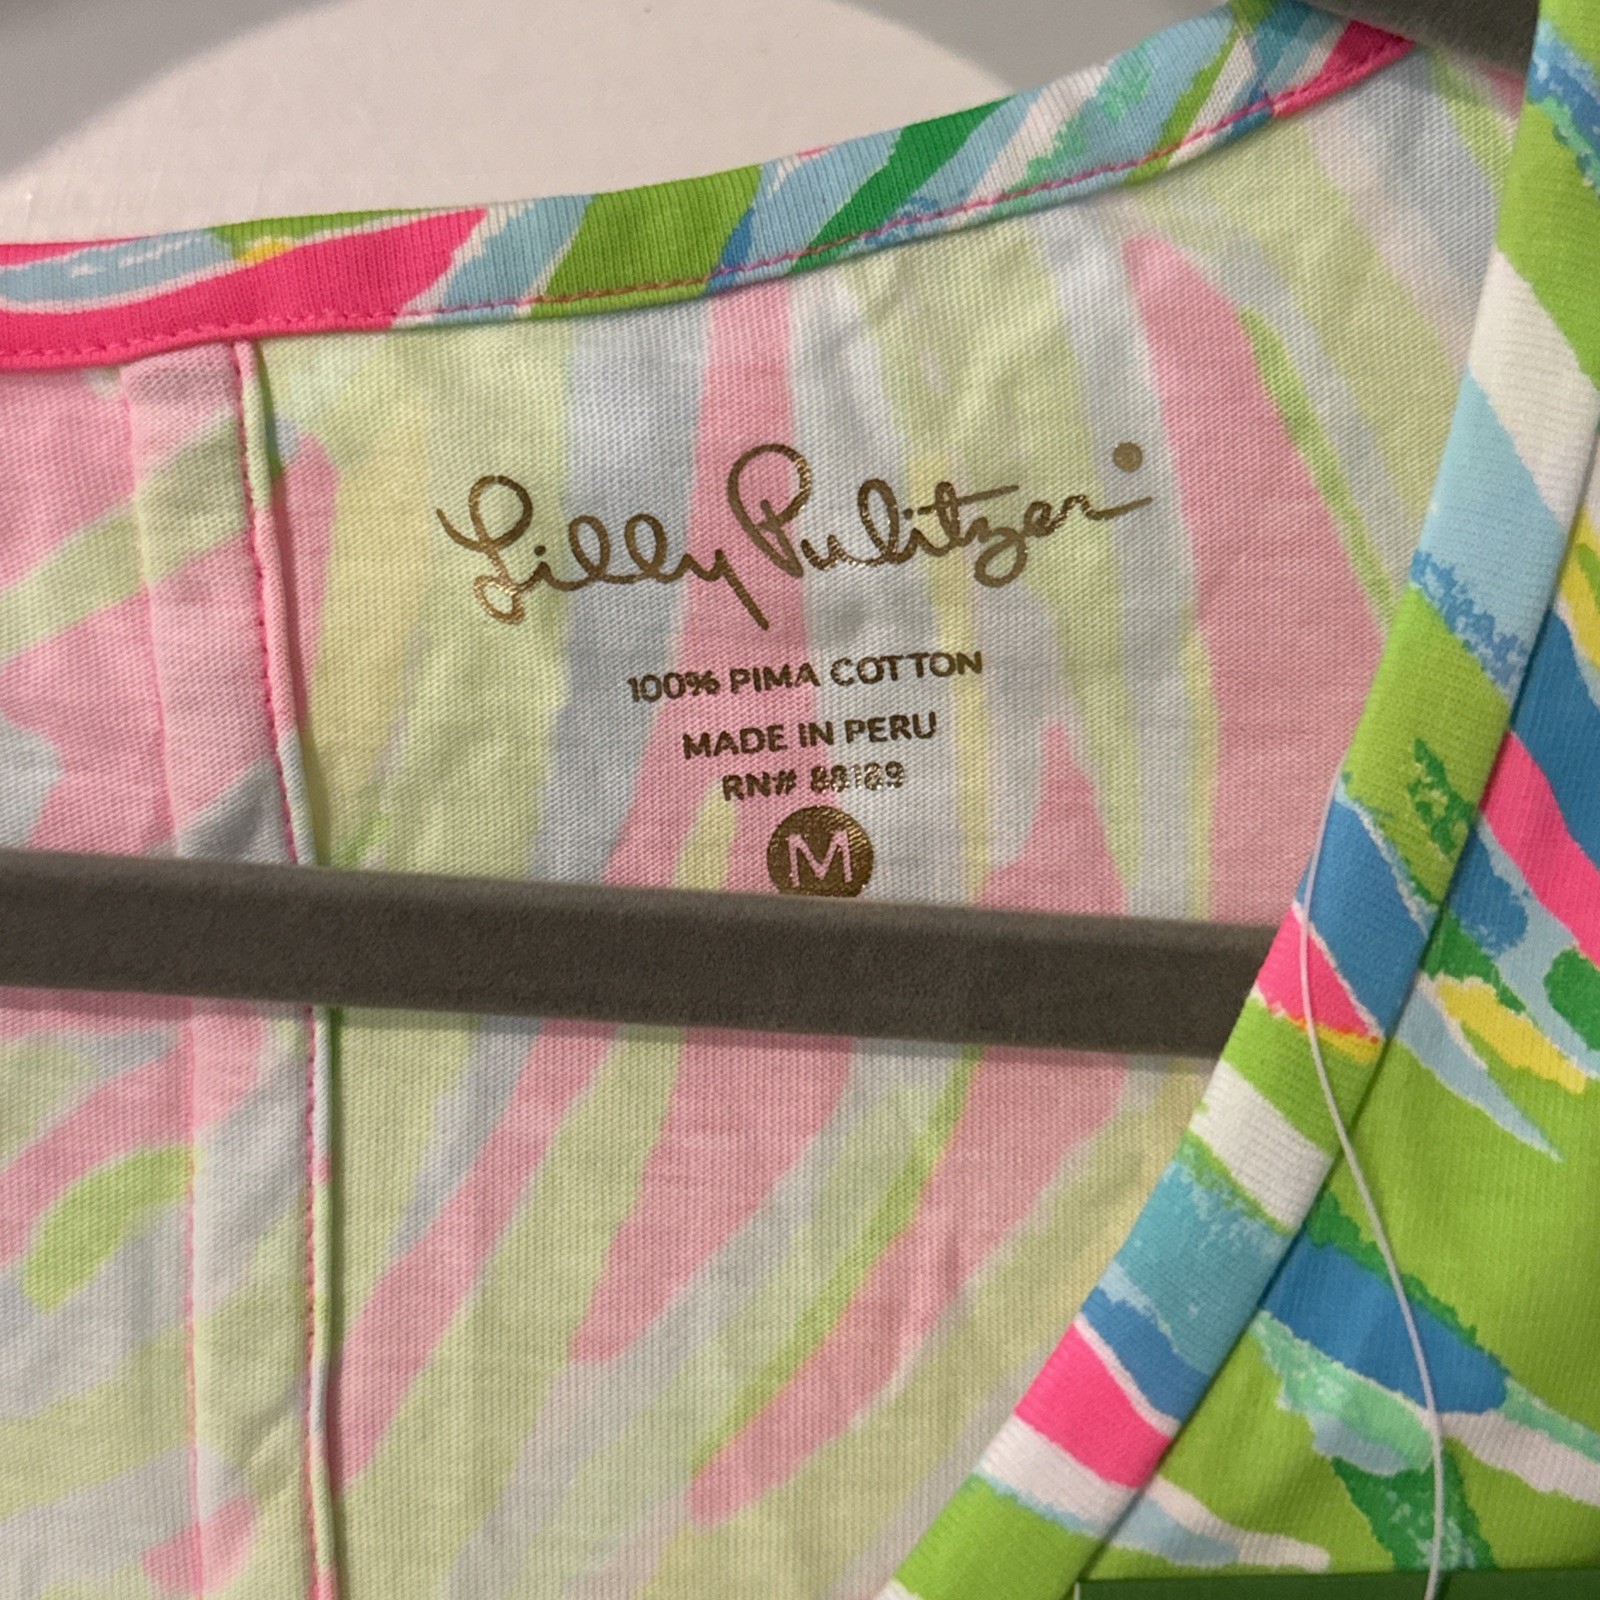 Lilly Pulitzer
100% PIMA COTTON
MADE IN PERU
RN# 88189
M